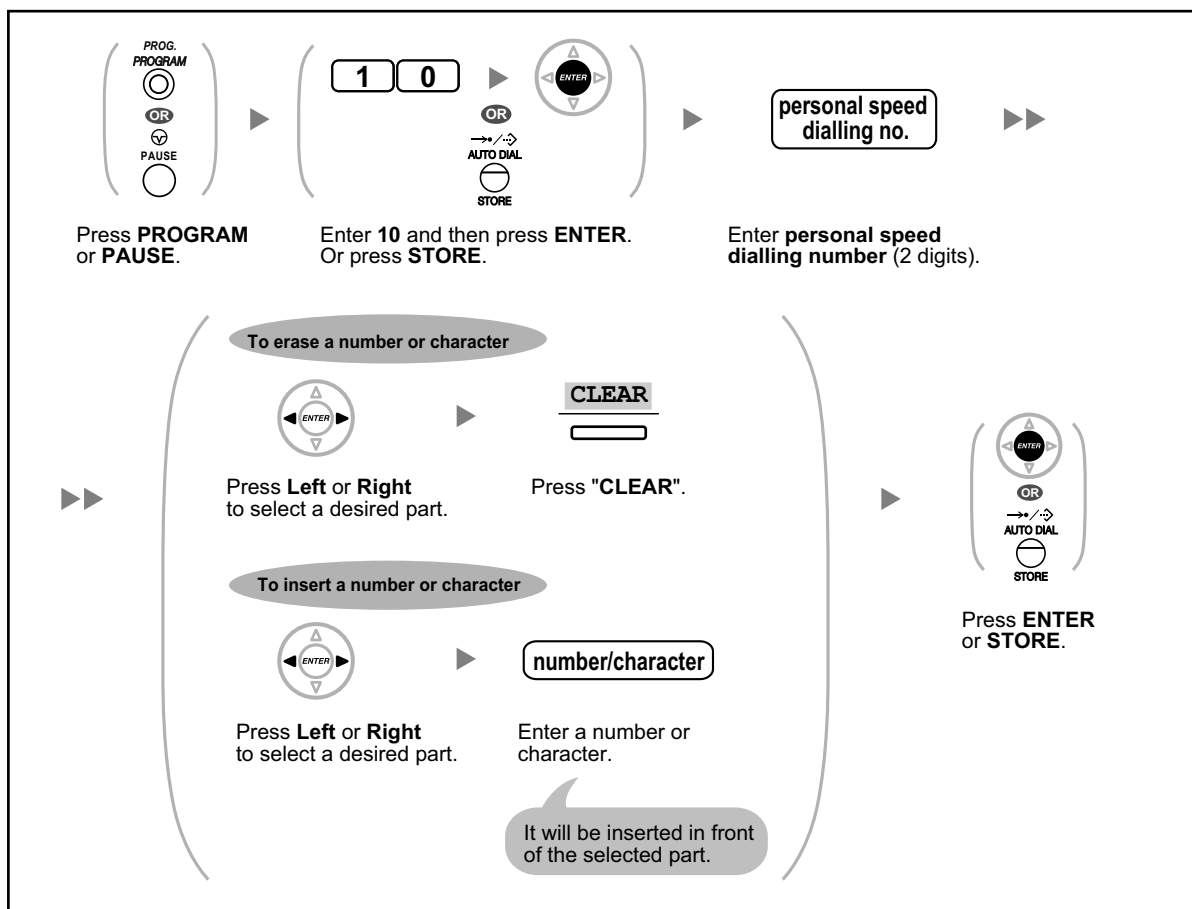 PROG.
PROGRAM
OR
PAUSE
Press PROGRAM
or PAUSE.
1 0
ENTER
OR
AUTO DIAL
STORE
Enter 10 and then press ENTER.
Or press STORE.
personal speed
dialling no.
Enter personal speed
dialling number (2 digits).
To erase a number or character
ENTER
Press Left or Right
to select a desired part.
CLEAR
Press "CLEAR".
To insert a number or character
ENTER
Press Left or Right
to select a desired part.
number/character
Enter a number or
character.
It will be inserted in front
of the selected part.
ENTER
OR
AUTO DIAL
STORE
Press ENTER
or STORE.